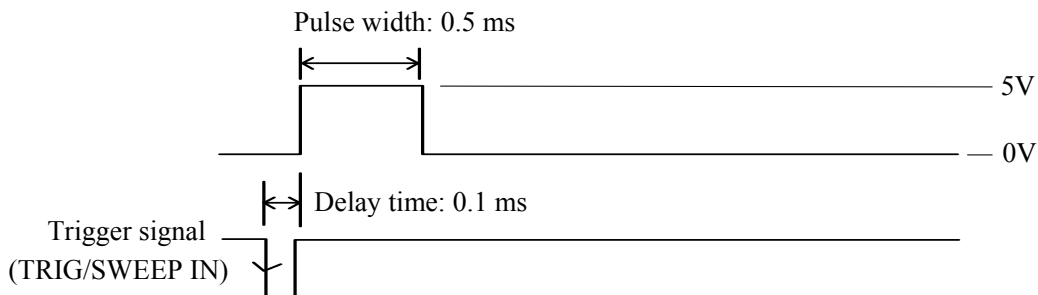 Pulse width: 0.5 ms
5V
0V
Delay time: 0.1 ms
Trigger signal
(TRIG/SWEEP IN)